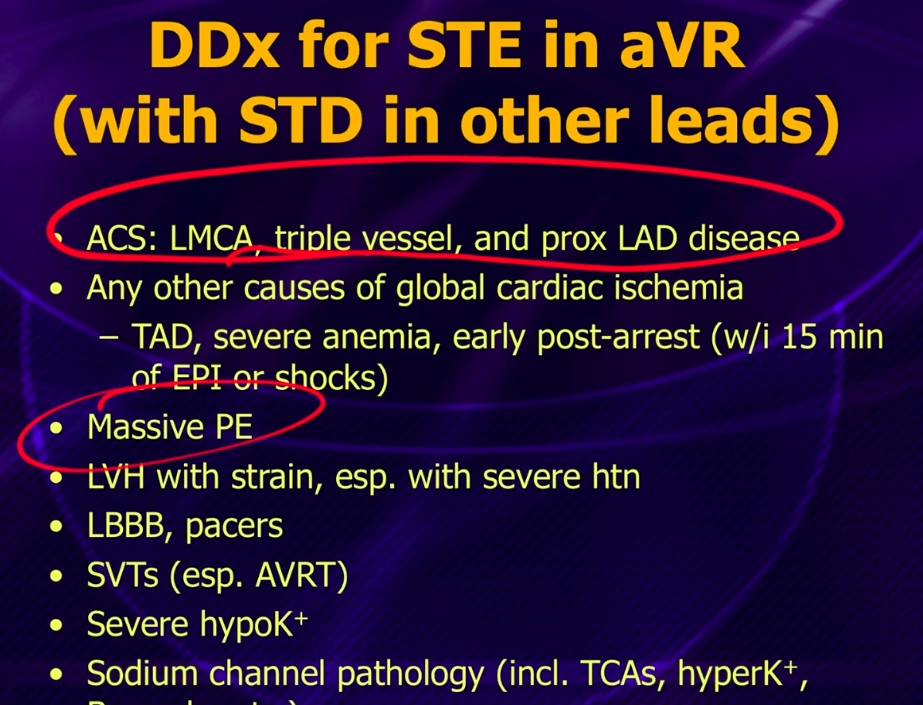 DDx for STE in aVR
(with STD in other leads)
• ACS: LMCA, triple vessel, and prox LAD disease
• Any other causes of global cardiac ischemia
– TAD, severe anemia, early post-arrest (w/i 15 min
of EPI or shocks)
• Massive PE
• LVH with strain, esp. with severe htn
• LBBB, pacers
• SVTs (esp. AVRT)
• Severe hypoK⁺
• Sodium channel pathology (incl. TCAs, hyperK⁺,